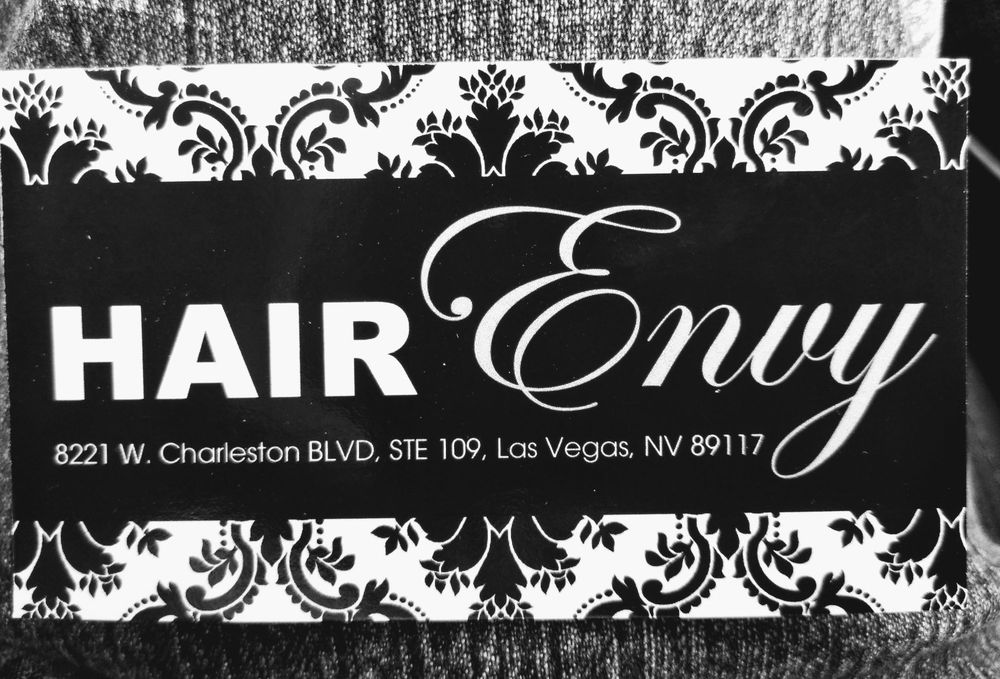 HAIR Envy
8221 W. Charleston BLVD, STE 109, Las Vegas, NV 89117